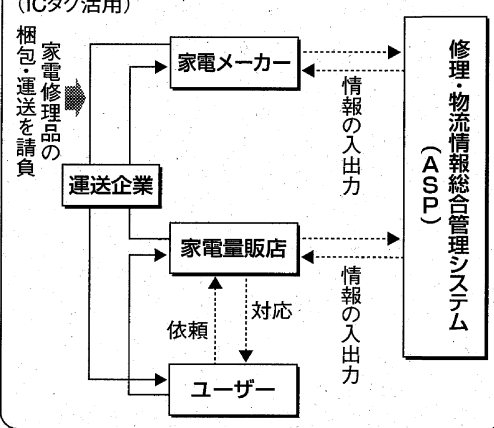 （ICタグ活用）
家電修理品の
梱包・運送を請負
運送企業
家電メーカー
情報の入出力
修理・物流情報総合管理システム
（ASP）
家電量販店
情報の入出力
依頼
対応
ユーザー